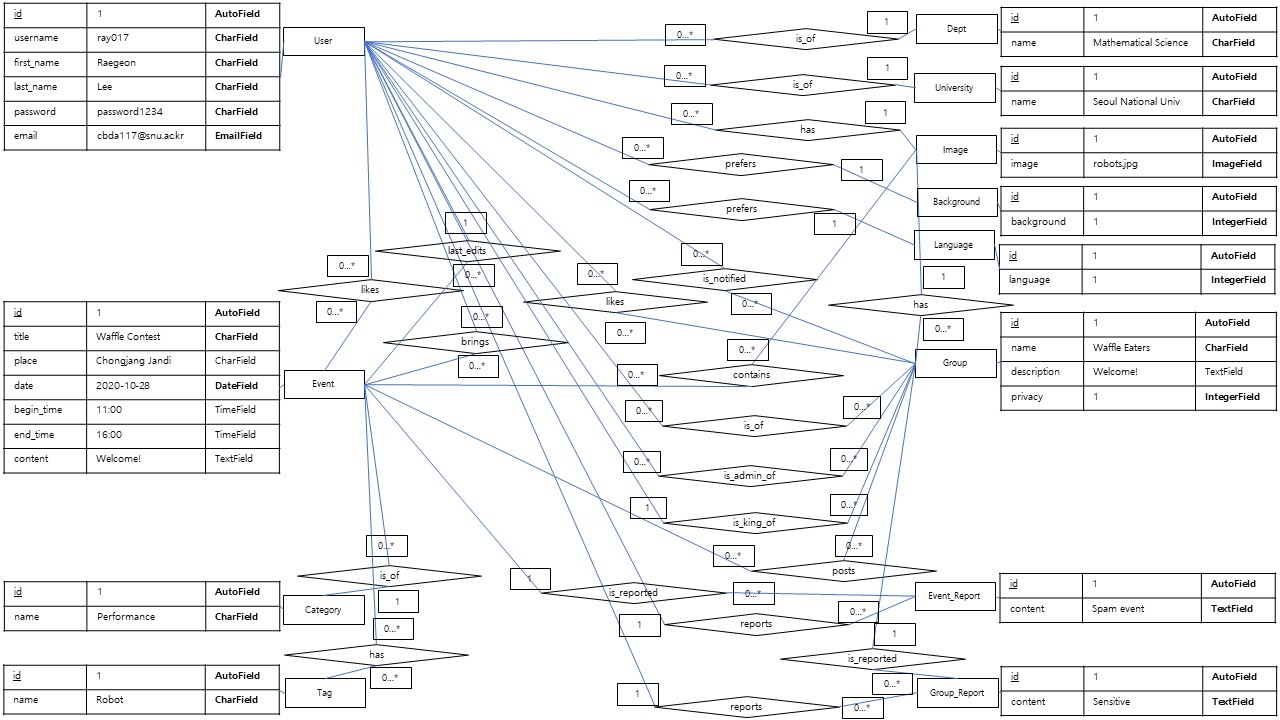 id 1 AutoField
username ray017 CharField
first_name Raegeon CharField
last_name Lee CharField
password password1234 CharField
email cbda117@snu.ac.kr EmailField
User
0...*
is_of
1
Dept
id 1 AutoField
name Mathematical Science CharField
0...*
is_of
1
University
id 1 AutoField
name Seoul National Univ CharField
0...*
has
1
Image
id 1 AutoField
image robots.jpg ImageField
0...*
prefers
1
Background
id 1 AutoField
background 1 IntegerField
0...*
prefers
1
Language
id 1 AutoField
language 1 IntegerField
1
last_edits
0...*
0...*
likes
0...*
0...*
is_notified
0...*
0...*
likes
0...*
1
has
0...*
0...*
brings
0...*
id 1 AutoField
title Waffle Contest CharField
place Chongjang Jandi CharField
date 2020-10-28 DateField
begin_time 11:00 TimeField
end_time 16:00 TimeField
content Welcome! TextField
Event
0...*
0...*
contains
Group
id 1 AutoField
name Waffle Eaters CharField
description Welcome! TextField
privacy 1 IntegerField
0...*
is_of
0...*
0...*
is_admin_of
0...*
1
is_king_of
0...*
0...*
posts
0...*
0...*
is_of
1
id 1 AutoField
name Performance CharField
Category
1
is_reported
0...*
Event_Report
id 1 AutoField
content Spam event TextField
1
reports
0...*
0...*
has
0...*
1
is_reported
0...*
id 1 AutoField
name Robot CharField
Tag
1
reports
0...*
Group_Report
id 1 AutoField
content Sensitive TextField